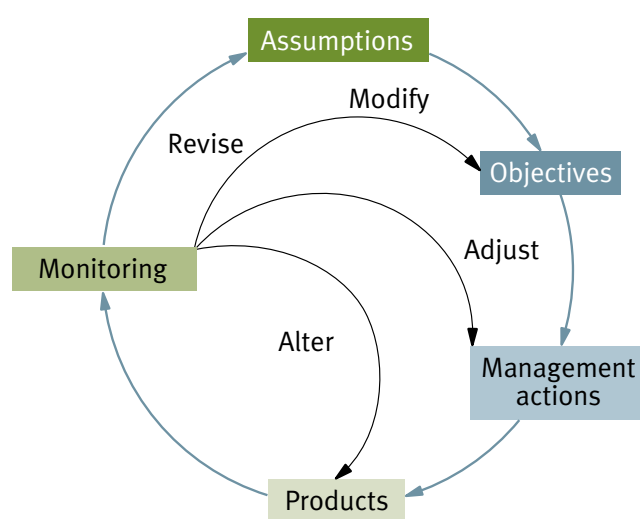 Assumptions
Modify
Revise
Objectives
Adjust
Monitoring
Alter
Management
actions
Products